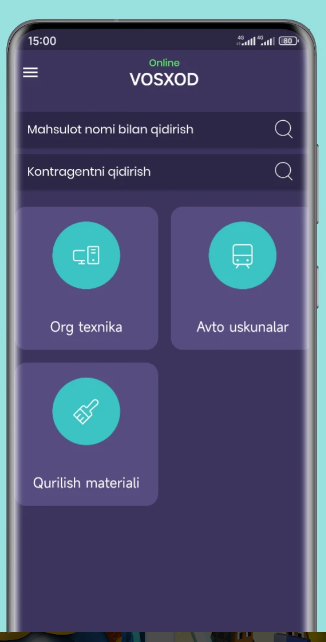 15:00
4G 4G 80
Online
VOSXOD
Mahsulot nomi bilan qidirish
Kontragentni qidirish
Org texnika
Avto uskunalar
Qurilish materiali